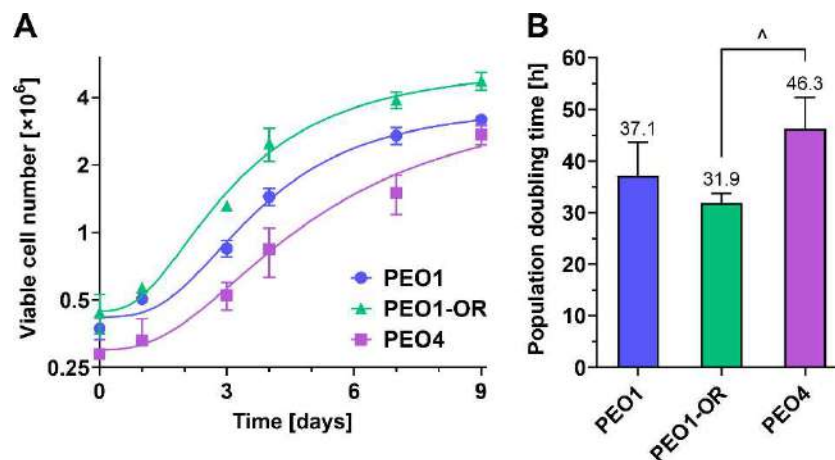 A
Viable cell number [×10⁶]
4
2
1
0.5
0.25
0
3
6
9
Time [days]
PEO1
PEO1-OR
PEO4
B
Population doubling time [h]
60
50
40
30
20
10
0
37.1
31.9
46.3
^
PEO1
PEO1-OR
PEO4